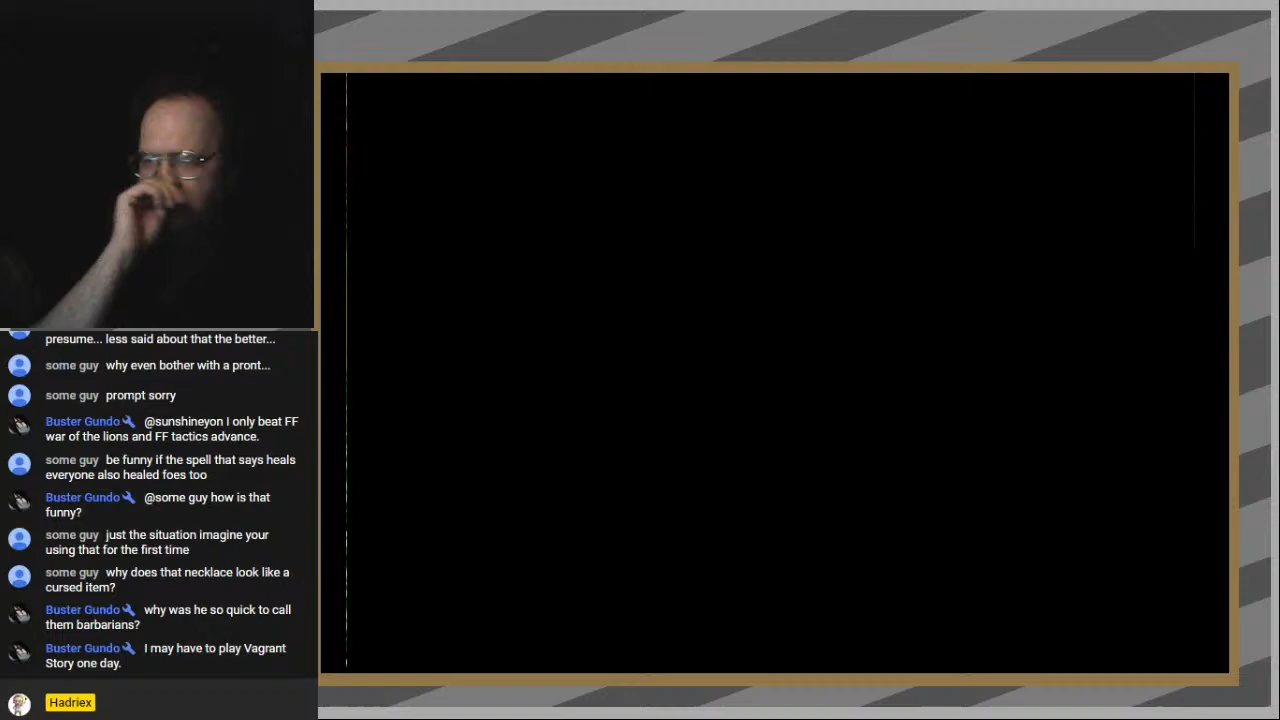 presume... less said about that the better...
some guy why even bother with a pront...
some guy prompt sorry
Buster Gundo @sunshineyon I only beat FF
war of the lions and FF tactics advance.
some guy be funny if the spell that says heals
everyone also healed foes too
Buster Gundo @some guy how is that
funny?
some guy just the situation imagine your
using that for the first time
some guy why does that necklace look like a
cursed item?
Buster Gundo why was he so quick to call
them barbarians?
Buster Gundo I may have to play Vagrant
Story one day.
Hadriex